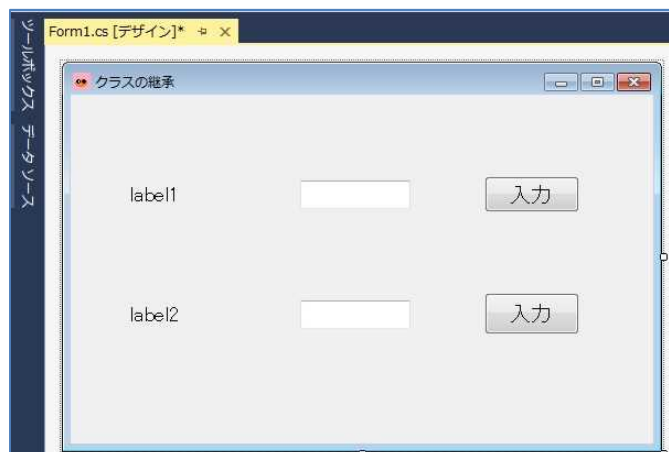 Form1.cs [デザイン]*
ツールボックス データ ソース
クラスの継承
label1
入力
label2
入力